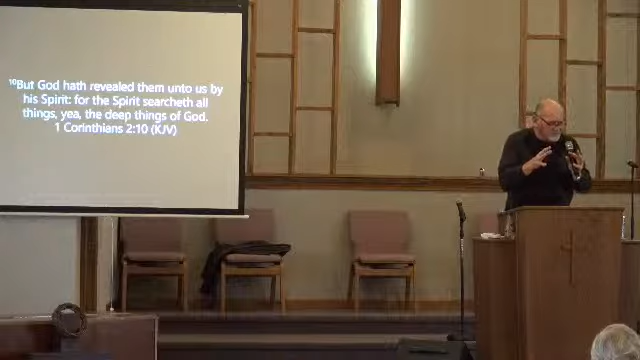 ¹⁰But God hath revealed them unto us by
his Spirit: for the Spirit searcheth all
things, yea, the deep things of God.
1 Corinthians 2:10 (KJV)